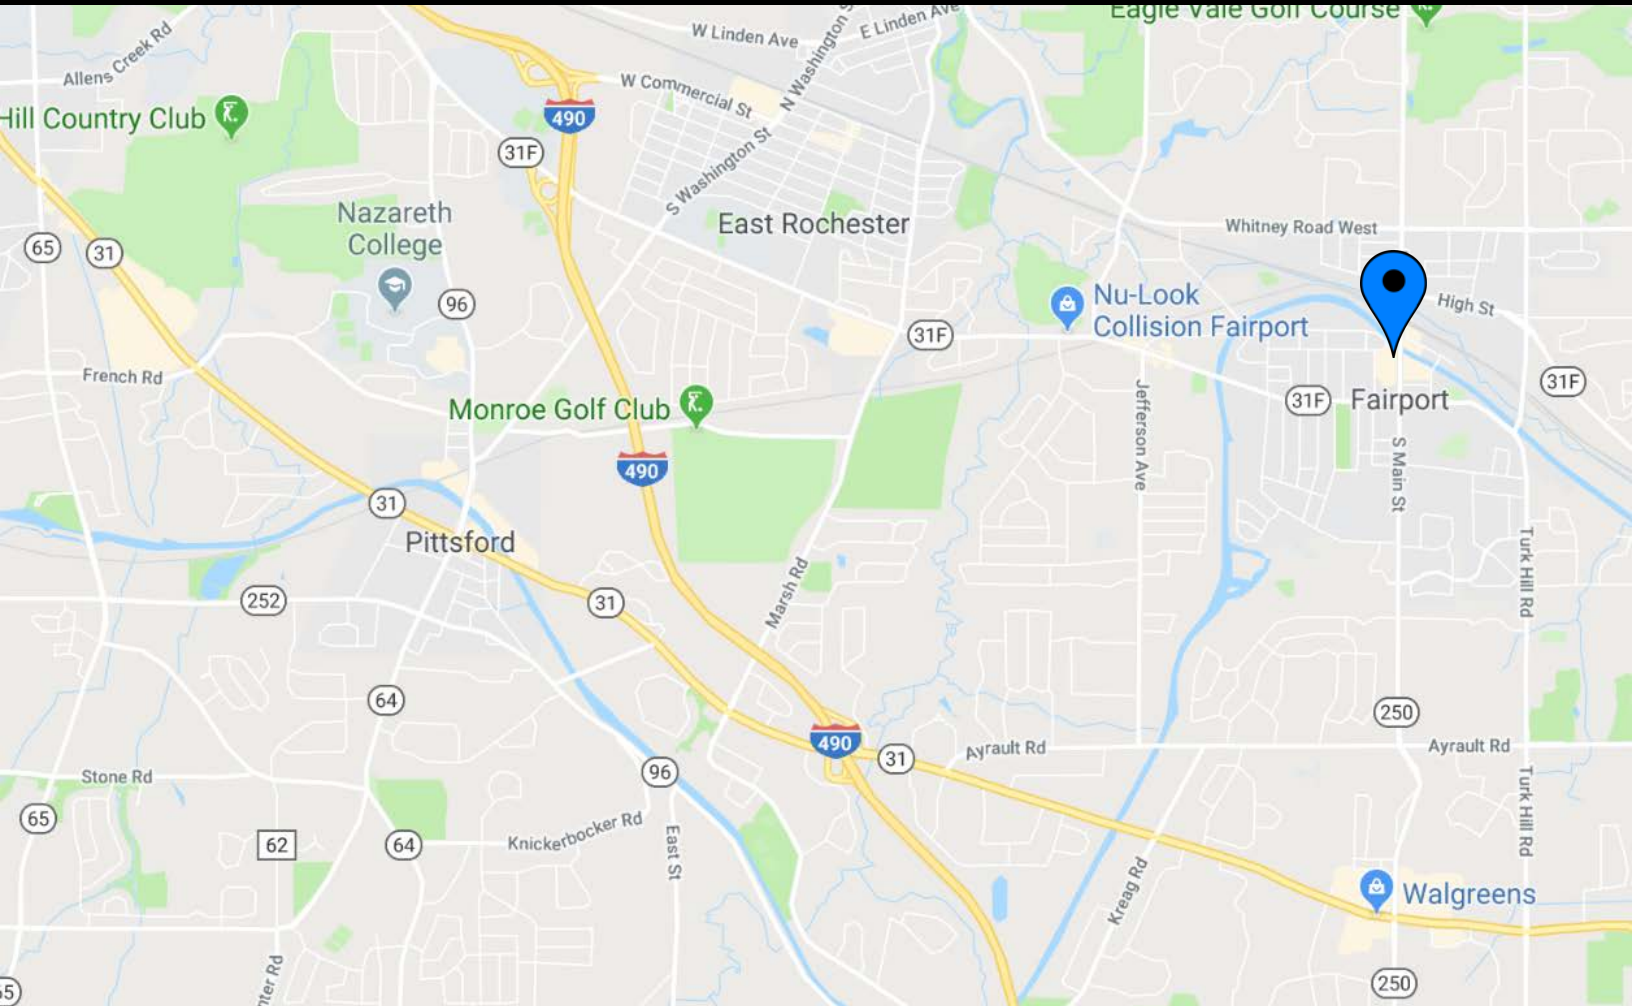 Eagle Vale Golf Course
Allens Creek Rd
W Linden Ave
E Linden Ave
N Washington S
W Commercial St
Hill Country Club
490
31F
S Washington St
Nazareth
College
East Rochester
Whitney Road West
65
31
96
Nu-Look
Collision Fairport
High St
31F
French Rd
Monroe Golf Club
31F
Fairport
31F
Jefferson Ave
S Main St
490
31
Pittsford
Turk Hill Rd
252
31
Marsh Rd
64
250
490
31
Ayrault Rd
Ayrault Rd
Stone Rd
96
Turk Hill Rd
65
62
64
Knickerbocker Rd
East St
Kreag Rd
Walgreens
nter Rd
65
250